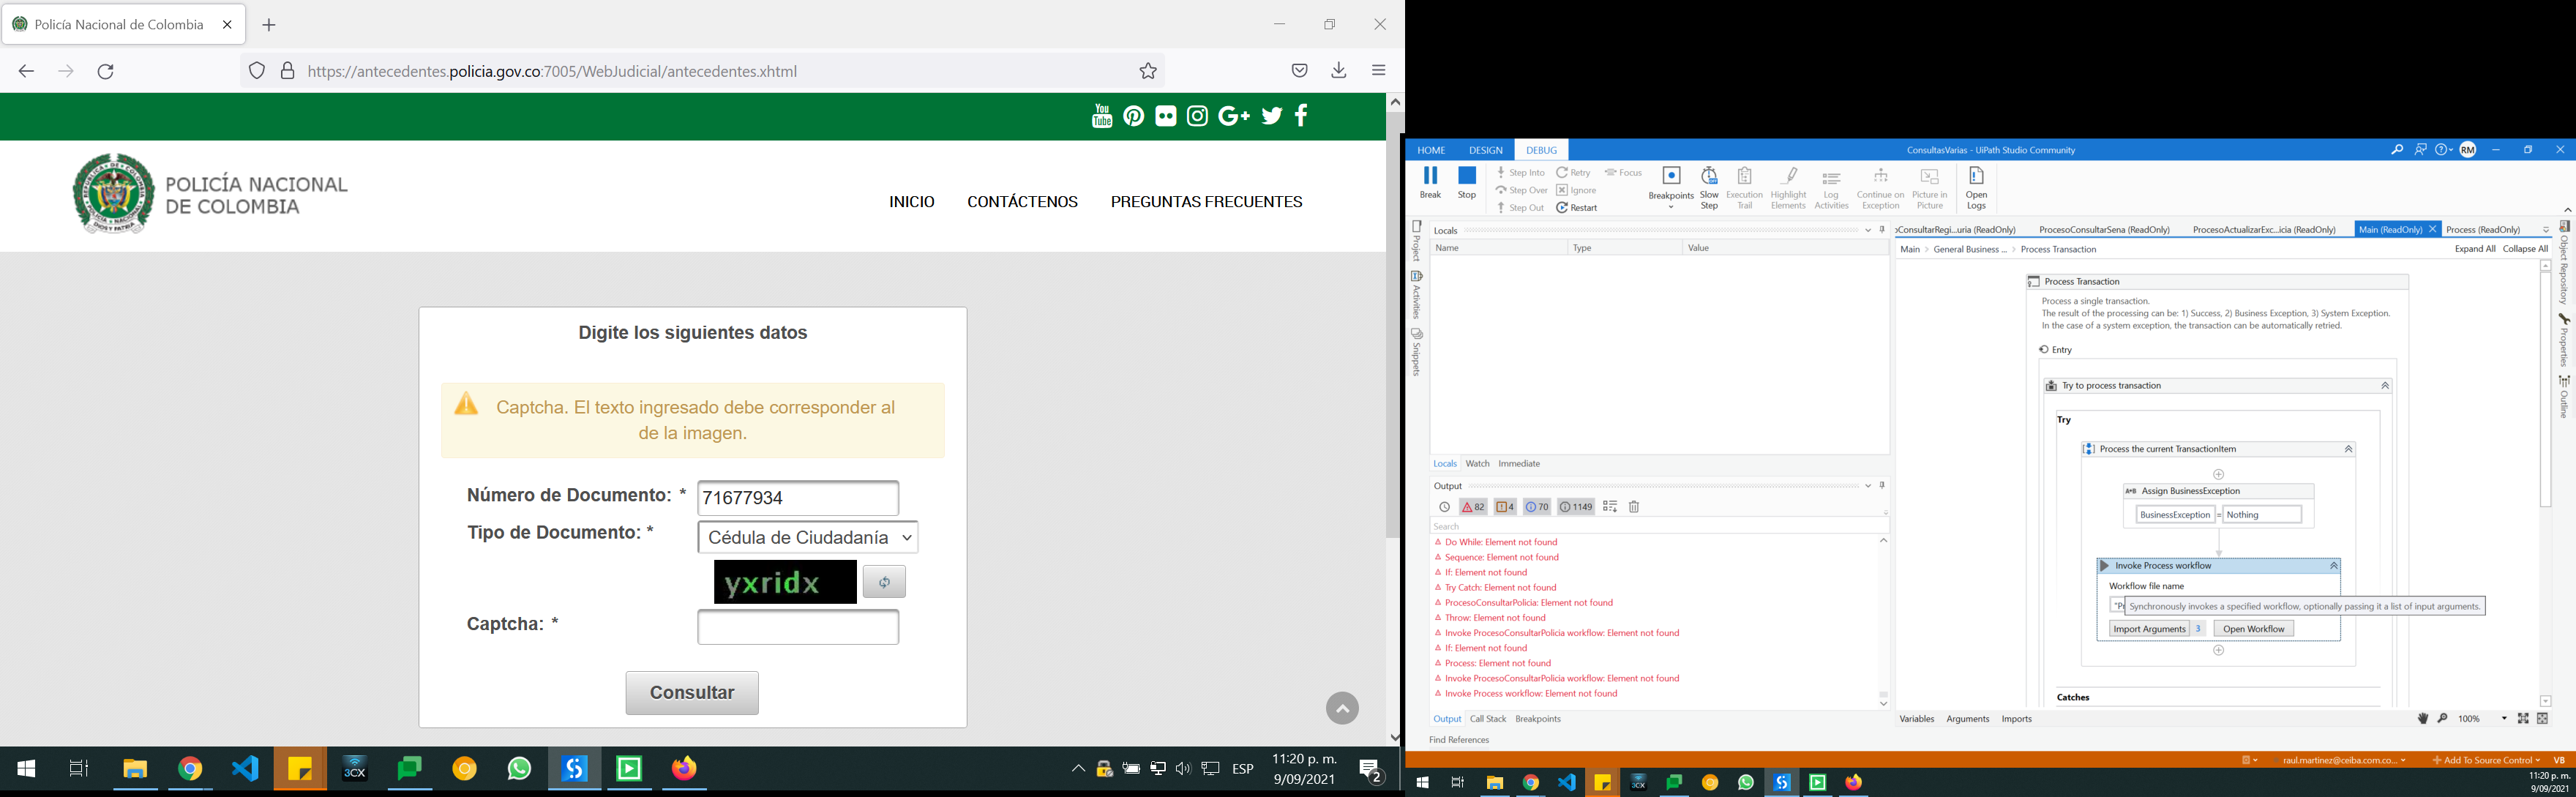 Policía Nacional de Colombia
https://antecedentes.policia.gov.co:7005/WebJudicial/antecedentes.xhtml
You
Tube
G+
POLICÍA NACIONAL
DE COLOMBIA
INICIO CONTÁCTENOS PREGUNTAS FRECUENTES
Digite los siguientes datos
Captcha. El texto ingresado debe corresponder al
de la imagen.
Número de Documento: * 71677934
Tipo de Documento: * Cédula de Ciudadanía
yxridx
Captcha: *
Consultar
3CX
ESP
11:20 p. m.
9/09/2021
2
HOME DESIGN DEBUG
ConsultasVarias - UiPath Studio Community
RM
Break Stop
Step Into Retry Focus
Step Over Ignore
Step Out Restart
Breakpoints Slow Step Execution Trail Highlight Elements Log Activities Continue on Exception Picture in Picture Open Logs
Project
Activities
Snippets
Locals
Name Type Value
Locals Watch Immediate
Output
82 4 70 1149
Search
Do While: Element not found
Sequence: Element not found
If: Element not found
Try Catch: Element not found
ProcesoConsultarPolicia: Element not found
Throw: Element not found
Invoke ProcesoConsultarPolicia workflow: Element not found
If: Element not found
Process: Element not found
Invoke ProcesoConsultarPolicia workflow: Element not found
Invoke Process workflow: Element not found
Output Call Stack Breakpoints
Find References
oConsultarRegi...uria (ReadOnly) ProcesoConsultarSena (ReadOnly) ProcesoActualizarExc...icia (ReadOnly) Main (ReadOnly) Process (ReadOnly)
Main > General Business ... > Process Transaction
Expand All Collapse All
Process Transaction
Process a single transaction.
The result of the processing can be: 1) Success, 2) Business Exception, 3) System Exception.
In the case of a system exception, the transaction can be automatically retried.
Entry
Try to process transaction
Try
Process the current TransactionItem
A*B Assign BusinessException
BusinessException = Nothing
Invoke Process workflow
Workflow file name
"Pr
Synchronously invokes a specified workflow, optionally passing it a list of input arguments.
Import Arguments 3 Open Workflow
Catches
Variables Arguments Imports
100%
Object Repository
Properties
Outline
raul.martinez@ceiba.com.co...
Add To Source Control
VB
3CX
11:20 p. m.
9/09/2021